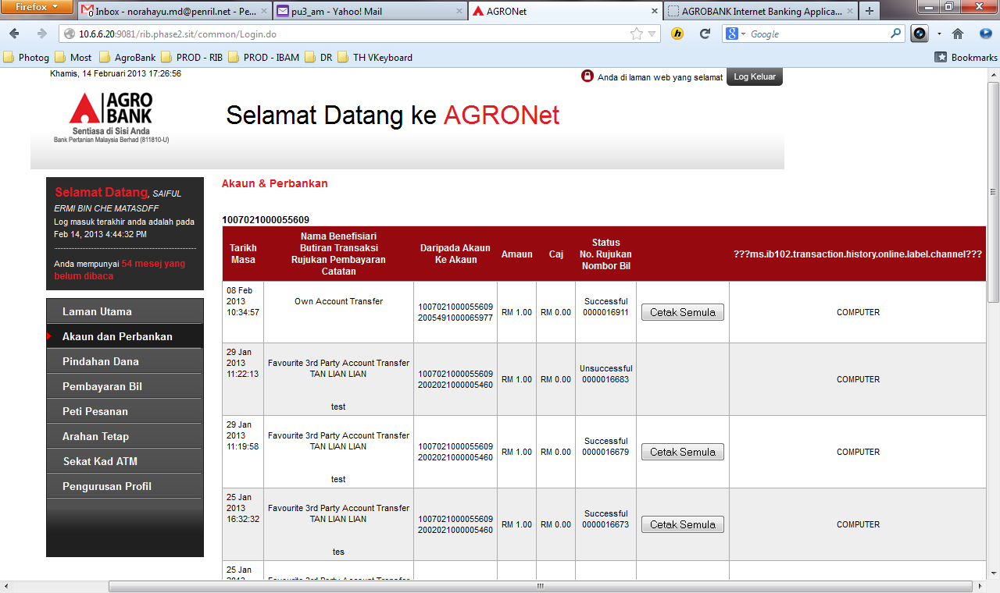 Firefox
Inbox - norahayu.md@penril.net - Pe...
pu3_am - Yahoo! Mail
AGRONet
AGROBANK Internet Banking Applica...
10.6.6.20:9081/rib.phase2.sit/common/Login.do
Google
Photog
Most
AgroBank
PROD - RIB
PROD - IBAM
DR
TH VKeyboard
Bookmarks
Khamis, 14 Februari 2013 17:26:56
Anda di laman web yang selamat
Log Keluar
AGRO
BANK
Sentiasa di Sisi Anda
Bank Pertanian Malaysia Berhad (811810-U)
Selamat Datang ke AGRONet
Selamat Datang, SAIFUL
ERMI BIN CHE MATASDFF
Log masuk terakhir anda adalah pada
Feb 14, 2013 4:44:32 PM
Anda mempunyai 54 mesej yang
belum dibaca
Laman Utama
Akaun dan Perbankan
Pindahan Dana
Pembayaran Bil
Peti Pesanan
Arahan Tetap
Sekat Kad ATM
Pengurusan Profil
Akaun & Perbankan
1007021000055609
Tarikh
Masa
Nama Benefisiari
Butiran Transaksi
Rujukan Pembayaran
Catatan
Daripada Akaun
Ke Akaun
Amaun
Caj
Status
No. Rujukan
Nombor Bil
???ms.ib102.transaction.history.online.label.channel???
08 Feb
2013
10:34:57
Own Account Transfer
1007021000055609
2005491000065977
RM 1.00
RM 0.00
Successful
0000016911
Cetak Semula
COMPUTER
29 Jan
2013
11:22:13
Favourite 3rd Party Account Transfer
TAN LIAN LIAN
test
1007021000055609
2002021000005460
RM 1.00
RM 0.00
Unsuccessful
0000016683
COMPUTER
29 Jan
2013
11:19:58
Favourite 3rd Party Account Transfer
TAN LIAN LIAN
test
1007021000055609
2002021000005460
RM 1.00
RM 0.00
Successful
0000016679
Cetak Semula
COMPUTER
25 Jan
2013
16:32:32
Favourite 3rd Party Account Transfer
TAN LIAN LIAN
tes
1007021000055609
2002021000005460
RM 1.00
RM 0.00
Successful
0000016673
Cetak Semula
COMPUTER
25 Jan
2013
Favourite 3rd Party Account Transfer